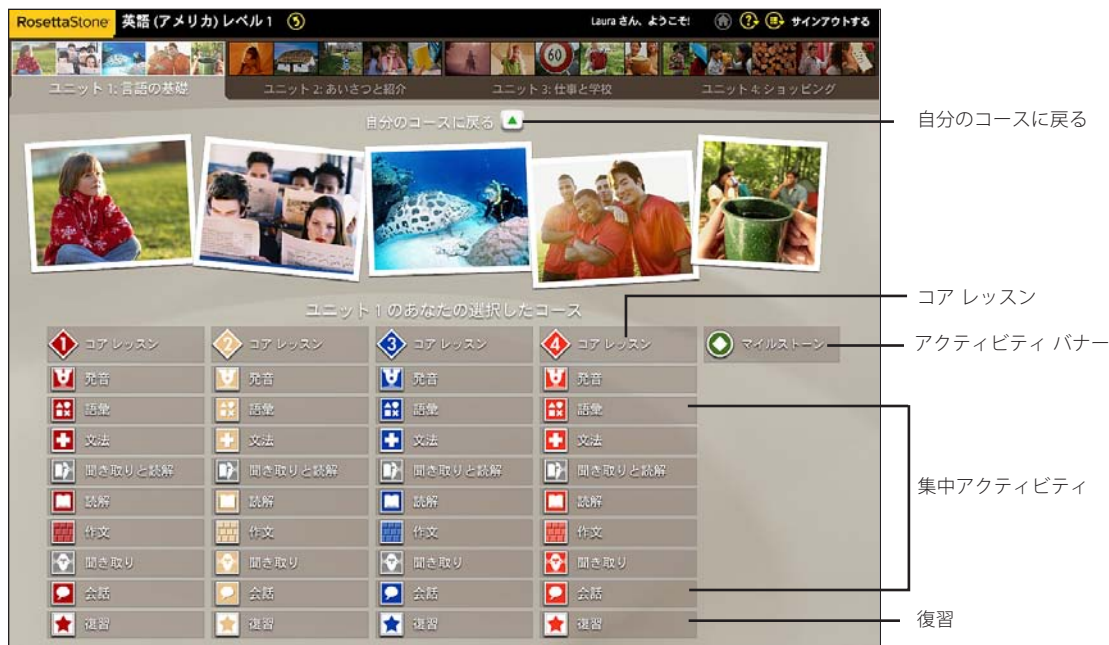 RosettaStone 英語 (アメリカ) レベル 1 Laura さん、ようこそ! サインアウトする
60
ユニット 1: 言語の基礎 ユニット 2: あいさつと紹介 ユニット 3: 仕事と学校 ユニット 4: ショッピング
自分のコースに戻る 自分のコースに戻る
ユニット 1 のあなたの選択したコース
コア レッスン
1 コア レッスン 2 コア レッスン 3 コア レッスン 4 コア レッスン マイルストーン アクティビティ バナー
発音 発音 発音 発音
語彙 語彙 語彙 語彙
文法 文法 文法 文法
聞き取りと読解 聞き取りと読解 聞き取りと読解 聞き取りと読解
集中アクティビティ
読解 読解 読解 読解
作文 作文 作文 作文
聞き取り 聞き取り 聞き取り 聞き取り
会話 会話 会話 会話
復習 復習 復習 復習 復習